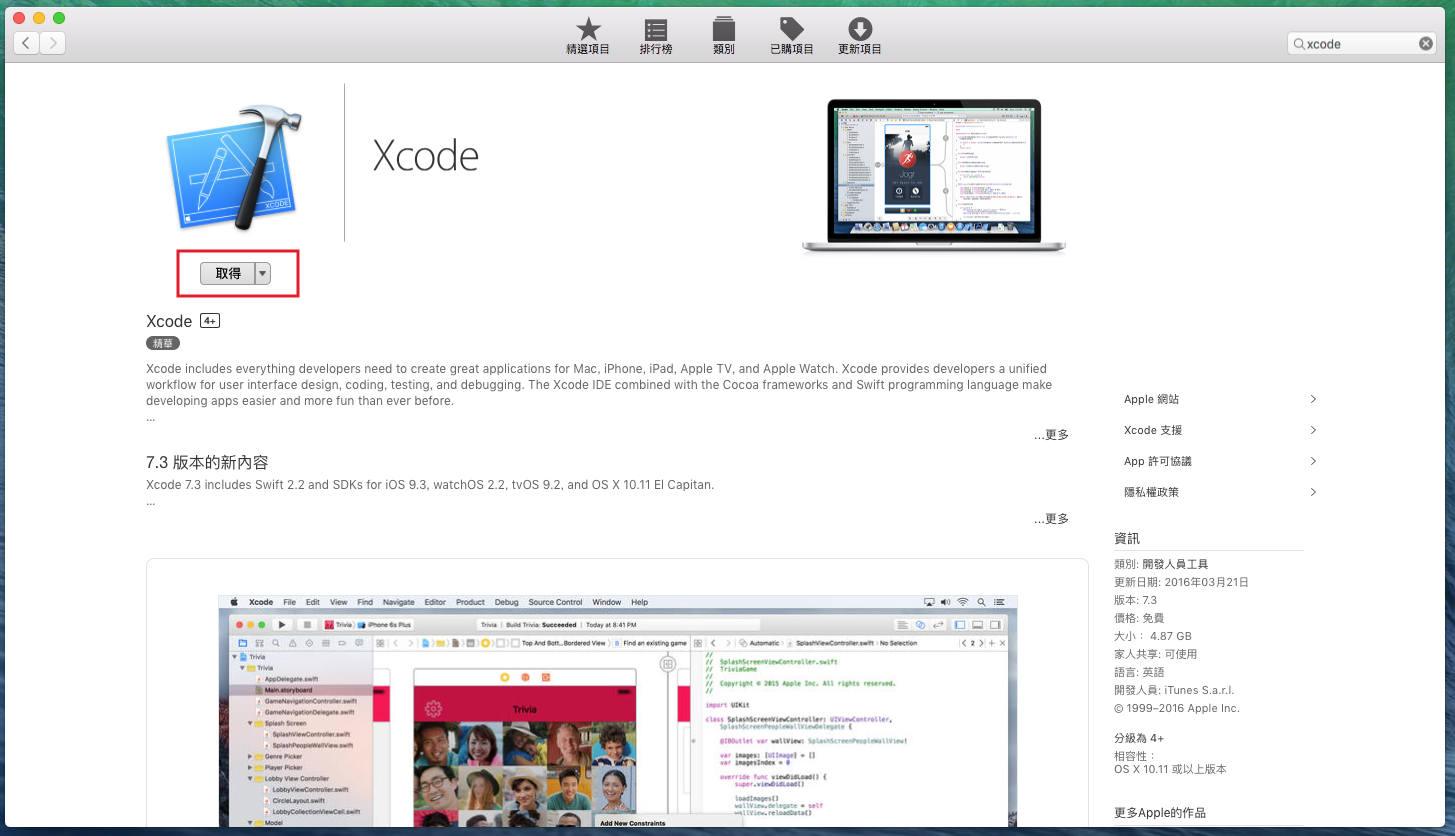 精選項目
排行榜
類別
已購項目
更新項目
xcode
XCODE
Xcode
Jogr
取得
Xcode 4+
精華
Xcode includes everything developers need to create great applications for Mac, iPhone, iPad, Apple TV, and Apple Watch. Xcode provides developers a unified
workflow for user interface design, coding, testing, and debugging. The Xcode IDE combined with the Cocoa frameworks and Swift programming language make
developing apps easier and more fun than ever before.
...
...更多
7.3 版本的新內容
Xcode 7.3 includes Swift 2.2 and SDKs for iOS 9.3, watchOS 2.2, tvOS 9.2, and OS X 10.11 El Capitan.
...
...更多
Apple 網站
Xcode 支援
App 許可協議
隱私權政策
資訊
類別: 開發人員工具
更新日期: 2016年03月21日
版本: 7.3
價格: 免費
大小： 4.87 GB
家人共享: 可使用
語言: 英語
開發人員: iTunes S.a.r.l.
© 1999–2016 Apple Inc.
分級為 4+
相容性：
OS X 10.11 或以上版本
更多Apple的作品
Xcode File Edit View Find Navigate Editor Product Debug Source Control Window Help
Trivia iPhone 6s Plus
Trivia | Build Trivia: Succeeded | Today at 8:41 PM
Top And Bott...Bordered View
B Find an existing game
Automatic
SplashViewController.swift
No Selection
2
Trivia
Trivia
AppDelegate.swift
Main.storyboard
GameNavigationController.swift
GameNavigationDelegate.swift
Splash Screen
SplashViewController.swift
SplashPeopleWallView.swift
Genre Picker
Player Picker
Lobby View Controller
LobbyViewController.swift
CircleLayout.swift
LobbyCollectionViewCell.swift
Model
Trivia
Add New Constraints
//
// SplashScreenViewController.swift
// TriviaGame
//
// Copyright © 2015 Apple Inc. All rights reserved.
//
import UIKit
class SplashScreenViewController: UIViewController,
SplashScreenPeopleWallViewDelegate {
@IBOutlet var wallView: SplashScreenPeopleWallView!
var images: [UIImage] = []
var imagesIndex = 0
override func viewDidLoad() {
super.viewDidLoad()
loadImages()
wallView.delegate = self
wallView.reloadData()